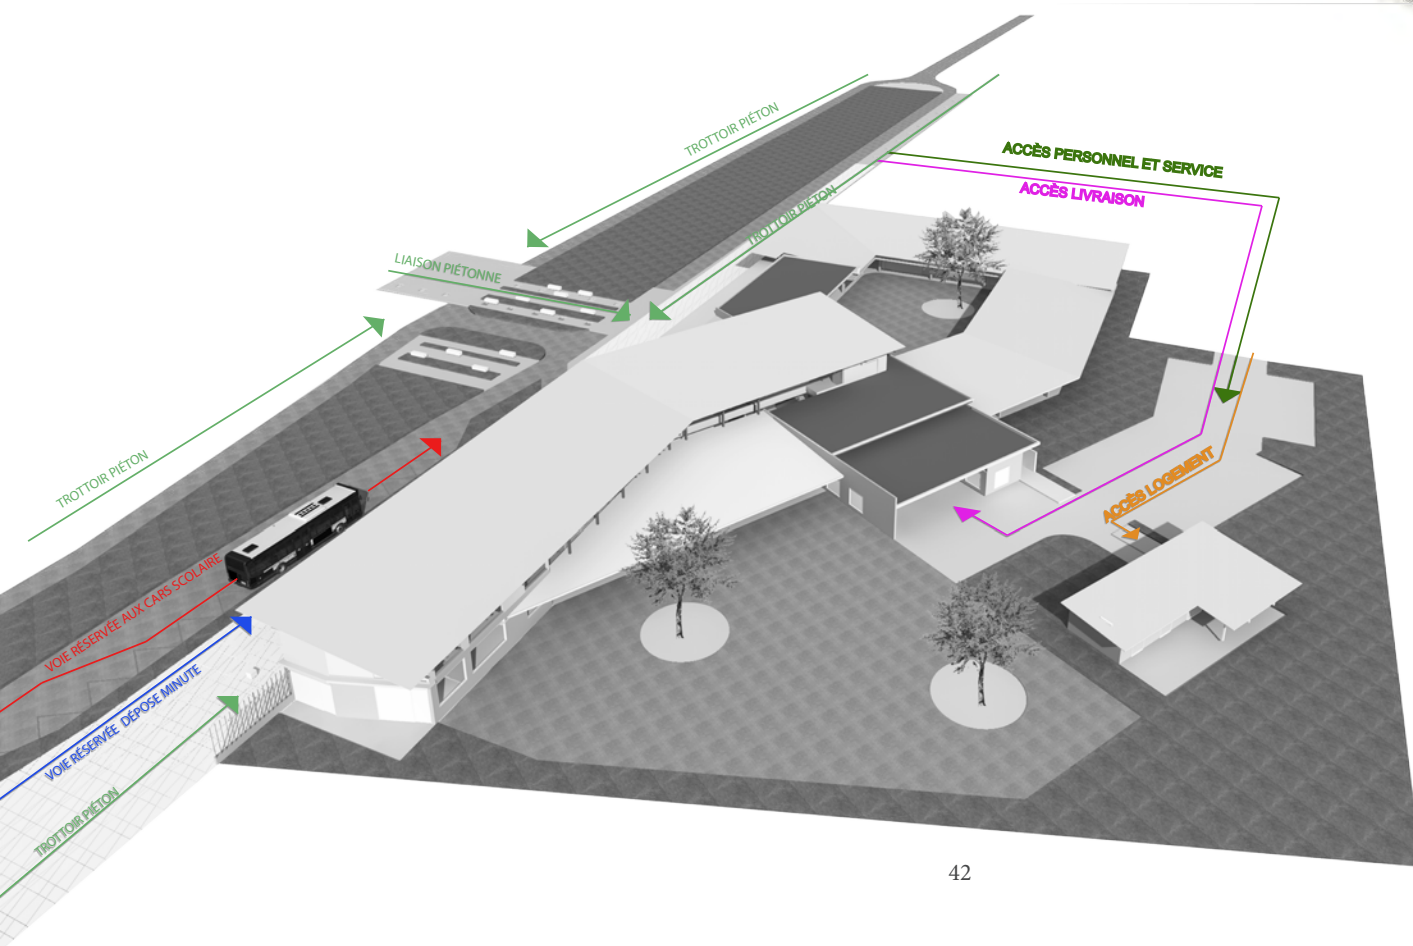 TROTTOIR PIÉTON
ACCÈS PERSONNEL ET SERVICE
ACCÈS LIVRAISON
TROTTOIR PIÉTON
LIAISON PIÉTONNE
TROTTOIR PIÉTON
ACCÈS LOGEMENT
VOIE RÉSERVÉE AUX CARS SCOLAIRE
VOIE RÉSERVÉE DÉPOSE MINUTE
TROTTOIR PIÉTON
42